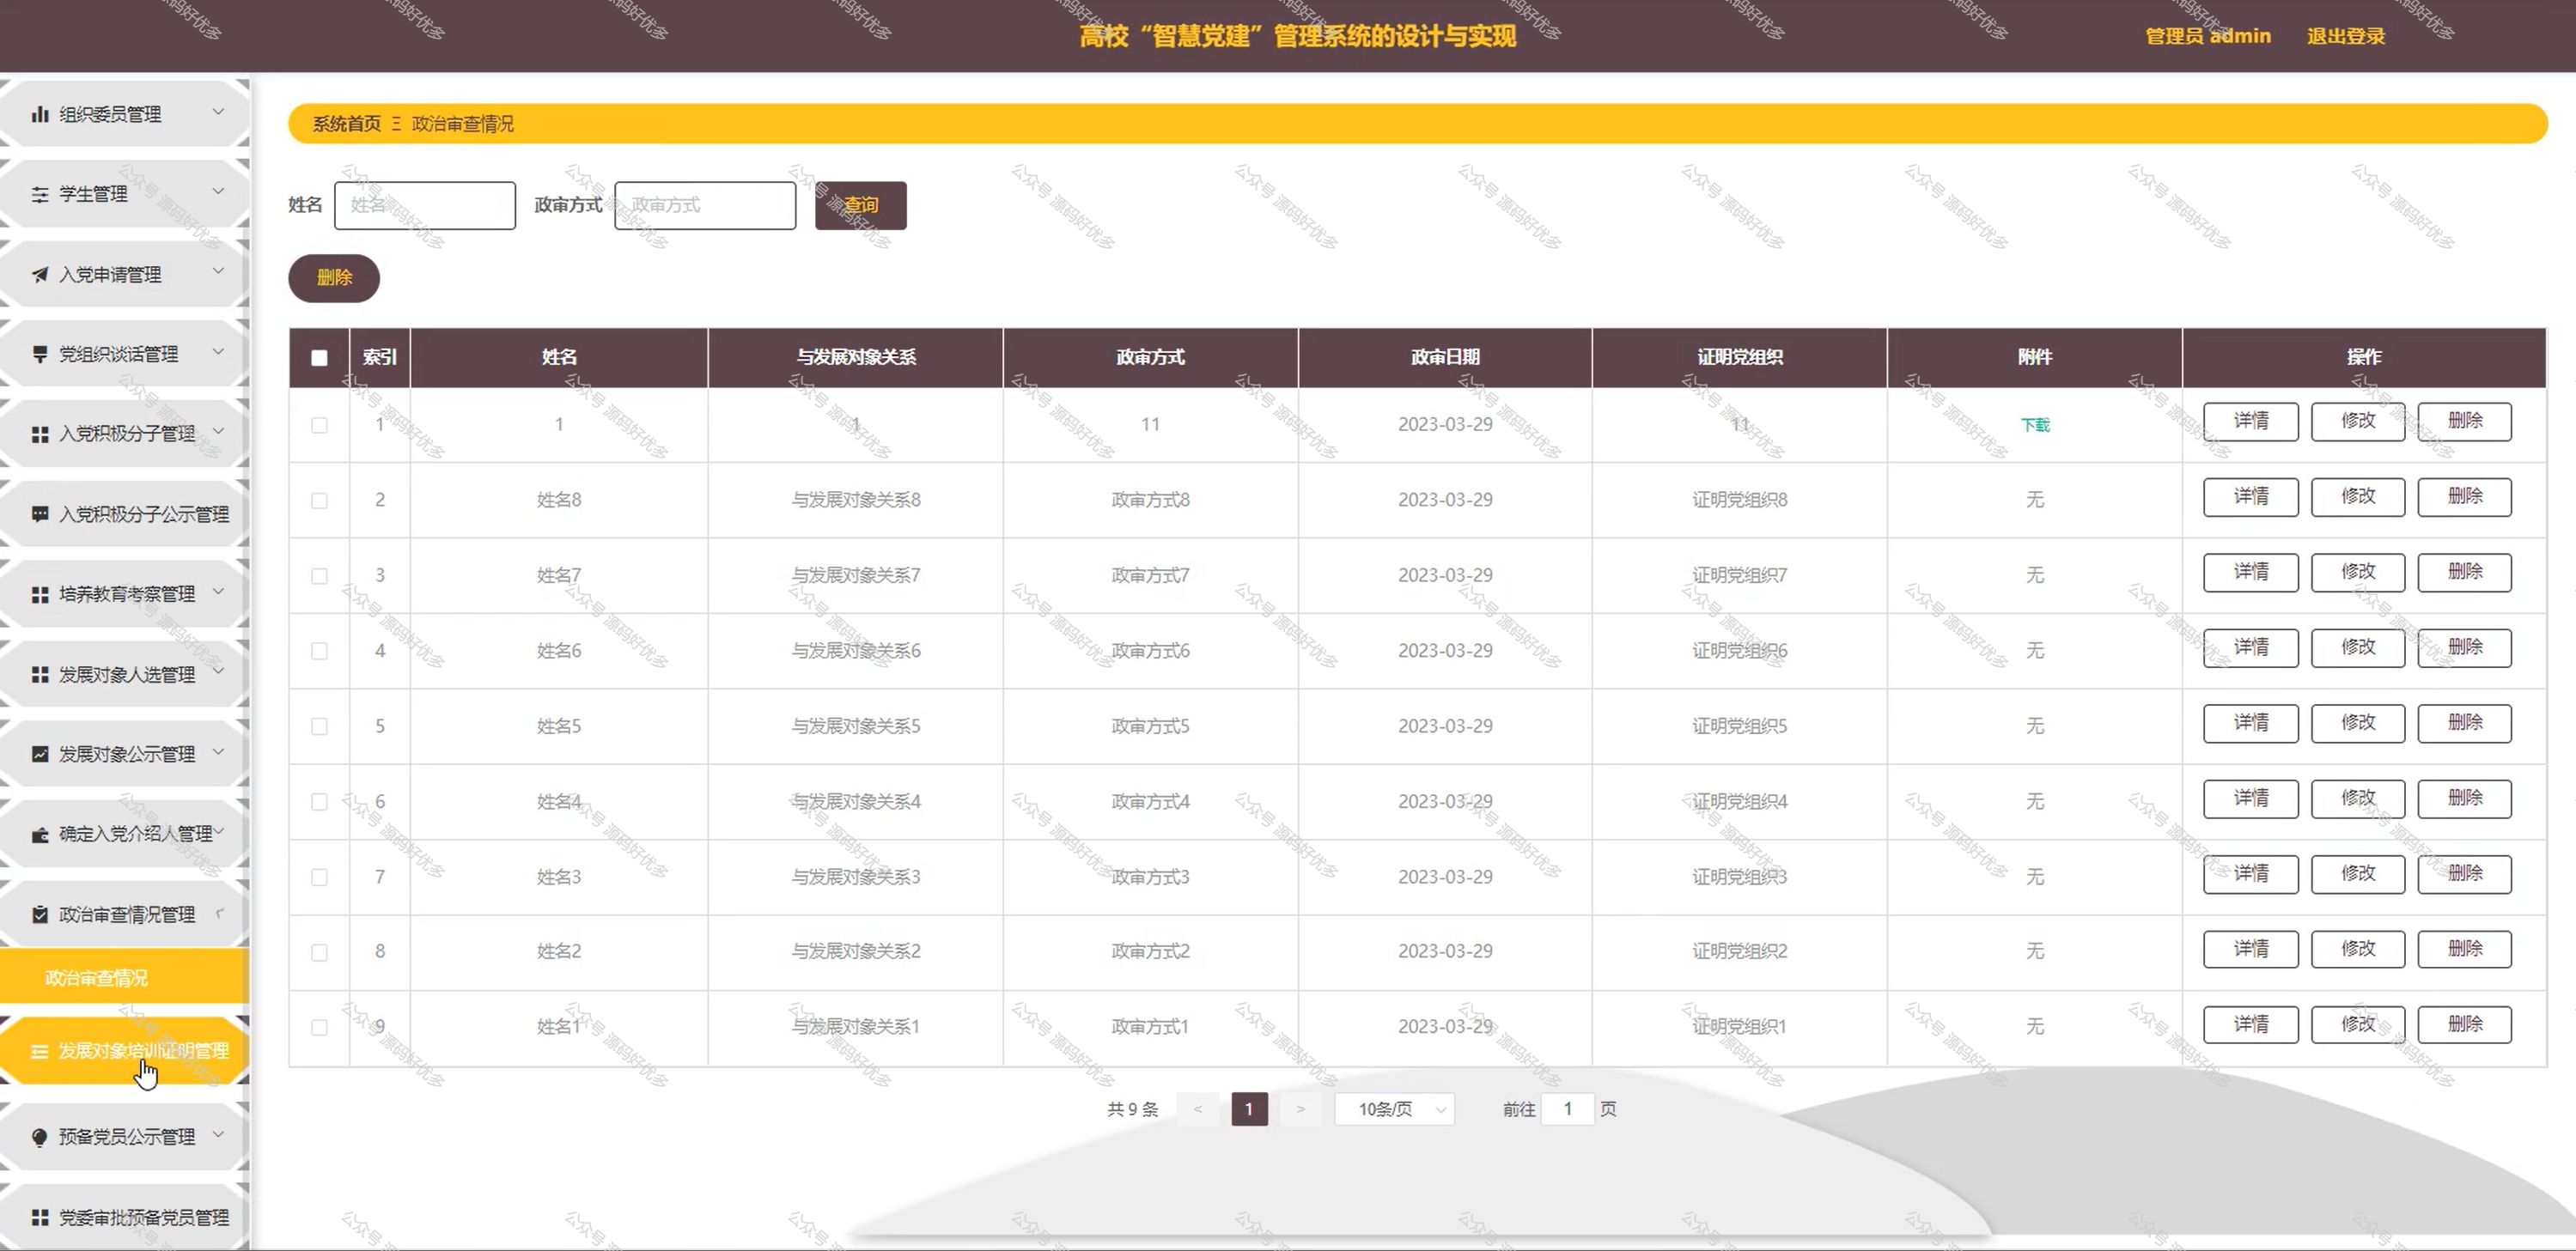 高校“智慧党建”管理系统的设计与实现
管理员 admin 退出登录
组织委员管理
学生管理
入党申请管理
党组织谈话管理
入党积极分子管理
入党积极分子公示管理
培养教育考察管理
发展对象人选管理
发展对象公示管理
确定入党介绍人管理
政治审查情况管理
政治审查情况
发展对象培训证明管理
预备党员公示管理
党委审批预备党员管理
系统首页 Ξ 政治审查情况
姓名 姓名 政审方式 政审方式 查询
删除
索引 姓名 与发展对象关系 政审方式 政审日期 证明党组织 附件 操作
1 1 1 11 2023-03-29 11 下载 详情 修改 删除
2 姓名8 与发展对象关系8 政审方式8 2023-03-29 证明党组织8 无 详情 修改 删除
3 姓名7 与发展对象关系7 政审方式7 2023-03-29 证明党组织7 无 详情 修改 删除
4 姓名6 与发展对象关系6 政审方式6 2023-03-29 证明党组织6 无 详情 修改 删除
5 姓名5 与发展对象关系5 政审方式5 2023-03-29 证明党组织5 无 详情 修改 删除
6 姓名4 与发展对象关系4 政审方式4 2023-03-29 证明党组织4 无 详情 修改 删除
7 姓名3 与发展对象关系3 政审方式3 2023-03-29 证明党组织3 无 详情 修改 删除
8 姓名2 与发展对象关系2 政审方式2 2023-03-29 证明党组织2 无 详情 修改 删除
9 姓名1 与发展对象关系1 政审方式1 2023-03-29 证明党组织1 无 详情 修改 删除
共 9 条 < 1 > 10条/页 前往 1 页
公众号 源码好优多